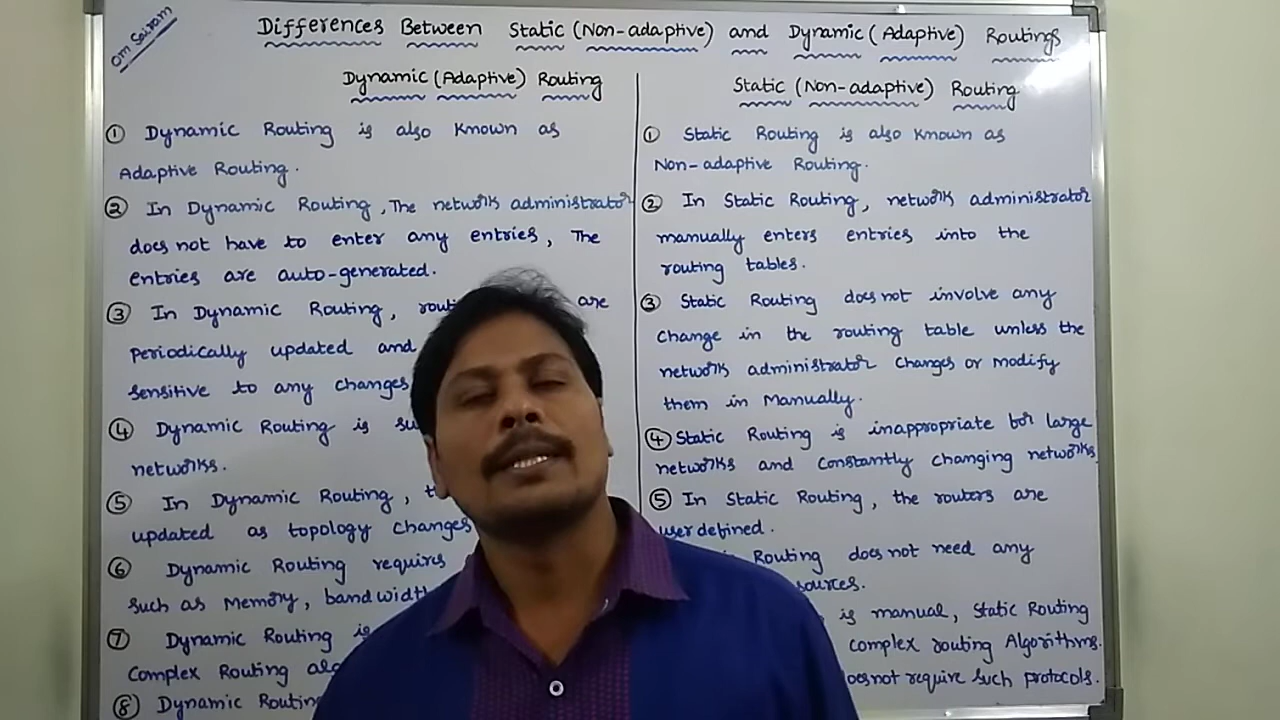 Om Sairam
Differences Between Static (Non-adaptive) and Dynamic (Adaptive) Routings
Dynamic (Adaptive) Routing
① Dynamic Routing is also known as
Adaptive Routing.
② In Dynamic Routing, The network administrator
does not have to enter any entries, The
entries are auto-generated.
③ In Dynamic Routing, are
periodically updated and
sensitive to any changes
④ Dynamic Routing is
networks.
⑤ In Dynamic Routing,
updated as topology changes
⑥ Dynamic Routing requires
such as Memory, bandwidth
⑦ Dynamic Routing is
Complex Routing
⑧ Dynamic Routing
Static (Non-adaptive) Routing
① Static Routing is also known as
Non-adaptive Routing.
② In Static Routing, network administrator
manually enters entries into the
routing tables.
③ Static Routing does not involve any
change in the routing table unless the
network administrator changes or modify
them in Manually.
④ Static Routing is inappropriate for large
networks and constantly changing networks.
⑤ In Static Routing, the routers are
user defined.
Routing does not need any
is manual, Static Routing
complex routing Algorithms.
not require such protocols.